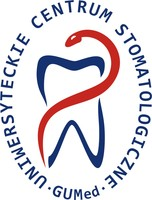 UNIWERSYTECKIE CENTRUM STOMATOLOGICZNE
·GUMed·